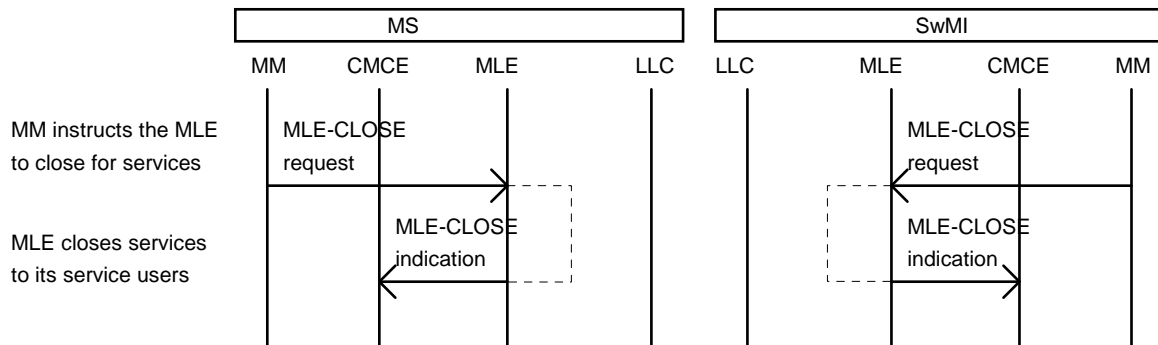 MS SwMI
MM CMCE MLE LLC LLC MLE CMCE MM
MM instructs the MLE
to close for services
MLE-CLOSE
request
MLE-CLOSE
request
MLE closes services
to its service users
MLE-CLOSE
indication
MLE-CLOSE
indication